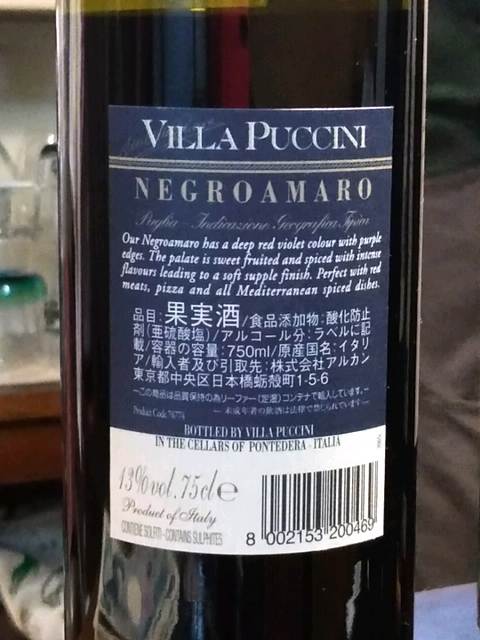 VILLA PUCCINI
NEGROAMARO
Puglia - Indicazione Geografica Tipica
Our Negroamaro has a deep red violet colour with purple
edges. The palate is sweet fruited and spiced with intense
flavours leading to a soft supple finish. Perfect with red
meats, pizza and all Mediterranean spiced dishes.
品目:果実酒/食品添加物:酸化防止
剤(亜硫酸塩)/アルコール分:ラベルに記
載/容器の容量:750ml/原産国名:イタリ
ア/輸入者及び引取先:株式会社アルカン
東京都中央区日本橋蛎殻町1-5-6
―この商品は品質保持の為リーファー(定温)コンテナで輸入しています。―
Product Code 76774
―未成年者の飲酒は法律で禁じられています―
BOTTLED BY VILLA PUCCINI
IN THE CELLARS OF PONTEDERA - ITALIA
13%vol. 75cl e
Product of Italy
CONTIENE SOLFITI - CONTAINS SULPHITES
8 002153 200469